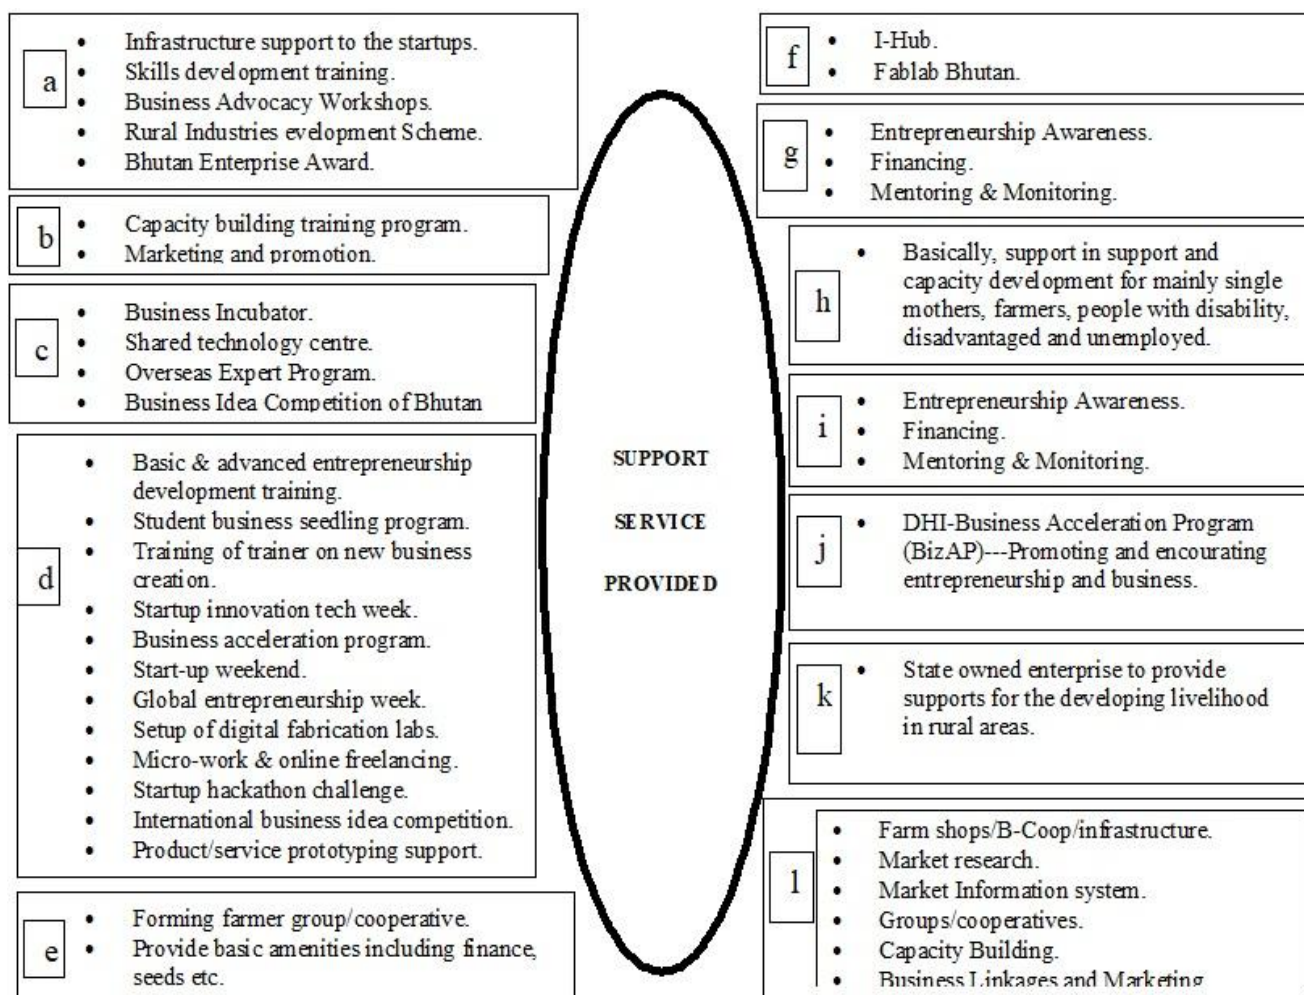 a
• Infrastructure support to the startups.
• Skills development training.
• Business Advocacy Workshops.
• Rural Industries evelopment Scheme.
• Bhutan Enterprise Award.
b
• Capacity building training program.
• Marketing and promotion.
c
• Business Incubator.
• Shared technology centre.
• Overseas Expert Program.
• Business Idea Competition of Bhutan
d
• Basic & advanced entrepreneurship
development training.
• Student business seedling program.
• Training of trainer on new business
creation.
• Startup innovation tech week.
• Business acceleration program.
• Start-up weekend.
• Global entrepreneurship week.
• Setup of digital fabrication labs.
• Micro-work & online freelancing.
• Startup hackathon challenge.
• International business idea competition.
• Product/service prototyping support.
e
• Forming farmer group/cooperative.
• Provide basic amenities including finance,
seeds etc.
SUPPORT
SERVICE
PROVIDED
f
• I-Hub.
• Fablab Bhutan.
g
• Entrepreneurship Awareness.
• Financing.
• Mentoring & Monitoring.
h
• Basically, support in support and
capacity development for mainly single
mothers, farmers, people with disability,
disadvantaged and unemployed.
i
• Entrepreneurship Awareness.
• Financing.
• Mentoring & Monitoring.
j
• DHI-Business Acceleration Program
(BizAP)---Promoting and encourating
entrepreneurship and business.
k
• State owned enterprise to provide
supports for the developing livelihood
in rural areas.
l
• Farm shops/B-Coop/infrastructure.
• Market research.
• Market Information system.
• Groups/cooperatives.
• Capacity Building.
• Business Linkages and Marketing